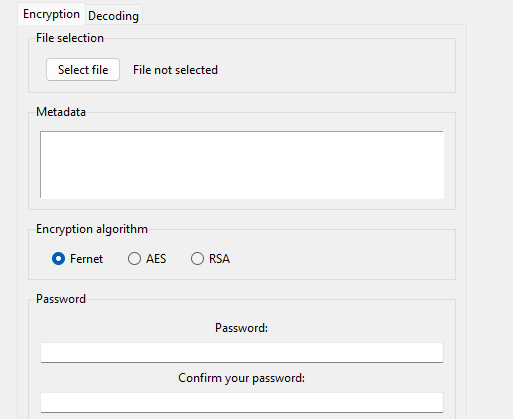 Encryption Decoding
File selection
Select file File not selected
Metadata
Encryption algorithm
Fernet AES RSA
Password
Password:
Confirm your password: